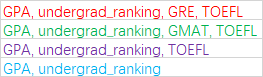 GPA, undergrad_ranking, GRE, TOEFL
GPA, undergrad_ranking, GMAT, TOEFL
GPA, undergrad_ranking, TOEFL
GPA, undergrad_ranking